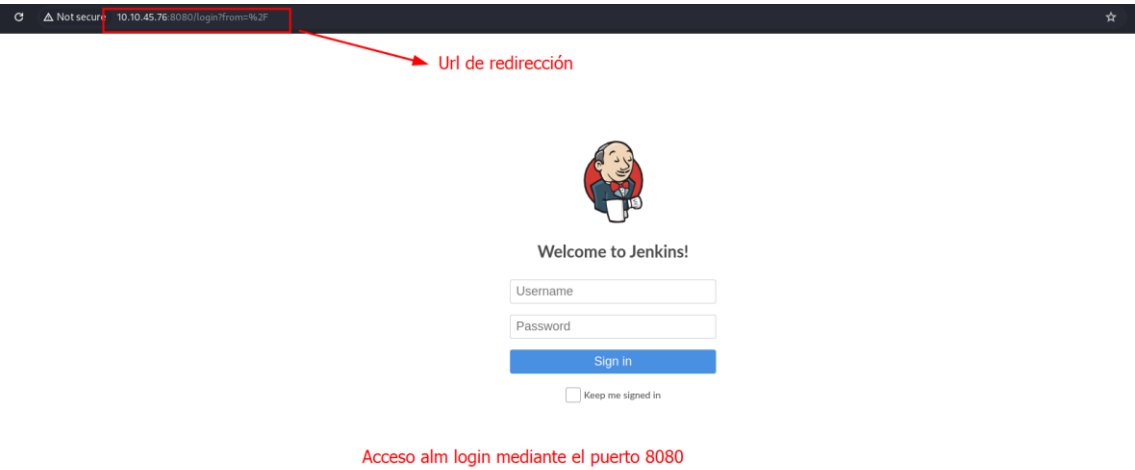 Not secure 10.10.45.76:8080/login?from=%2F
Url de redirección
Welcome to Jenkins!
Username
Password
Sign in
Keep me signed in
Acceso alm login mediante el puerto 8080